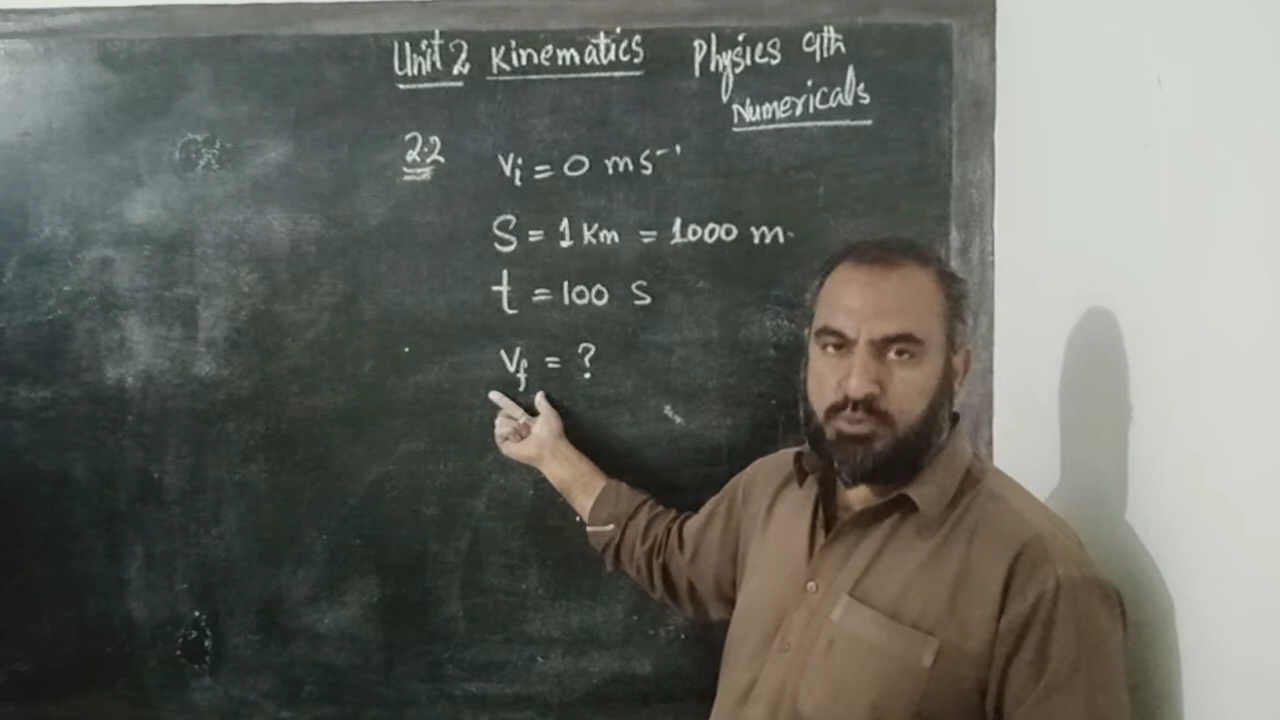 Unit 2 Kinematics Physics 9th
Numericals
2.2
vi = 0 ms⁻¹
S = 1 Km = 1000 m.
t = 100 S
vf = ?